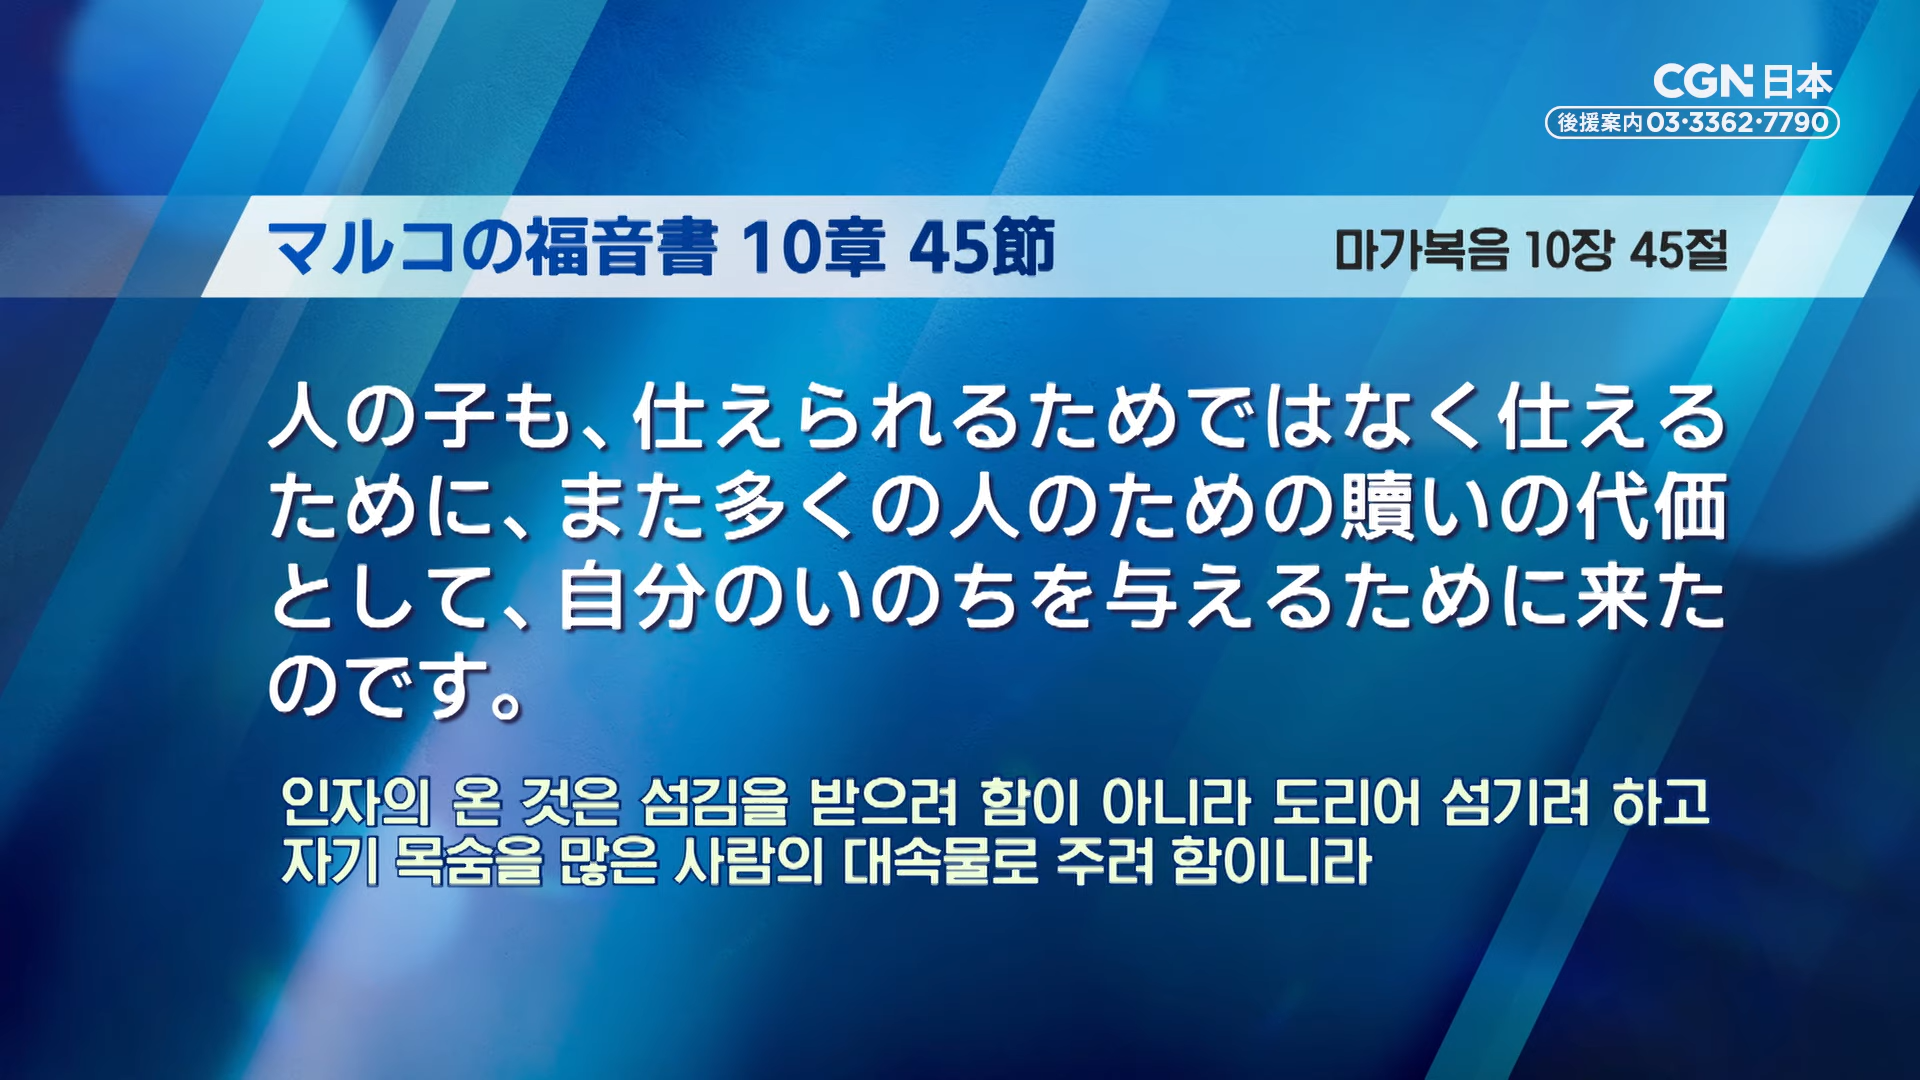 CGN日本
後援案内03·3362·7790
マルコの福音書 10章 45節
마가복음 10장 45절
人の子も、仕えられるためではなく仕える
ために、また多くの人のための贖いの代価
として、自分のいのちを与えるために来た
のです。
인자의 온 것은 섬김을 받으려 함이 아니라 도리어 섬기려 하고
자기 목숨을 많은 사람의 대속물로 주려 함이니라